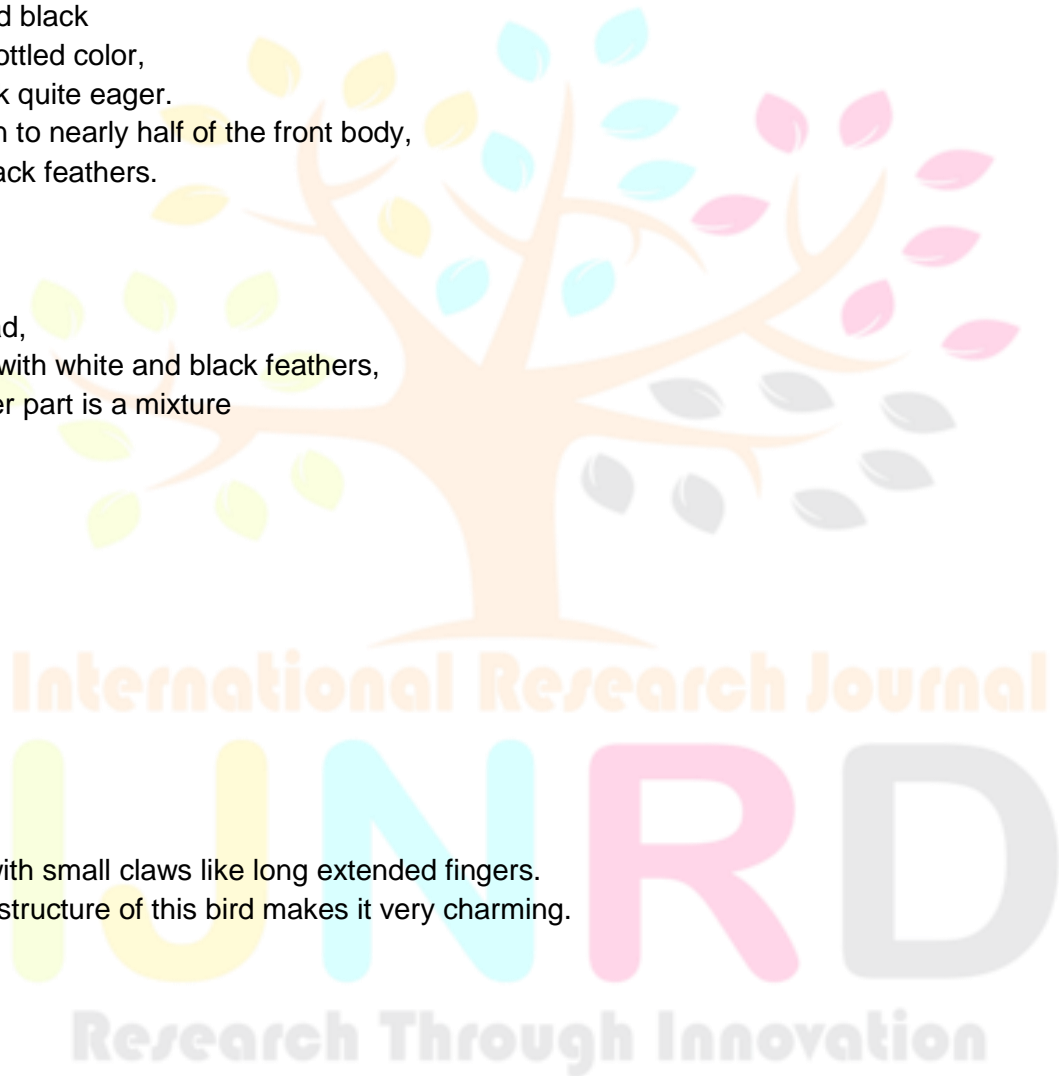 d black
ottled color,
k quite eager.
n to nearly half of the front body,
ack feathers.
ad,
with white and black feathers,
er part is a mixture
International Research Journal
IJNRD
with small claws like long extended fingers.
structure of this bird makes it very charming.
Research Through Innovation